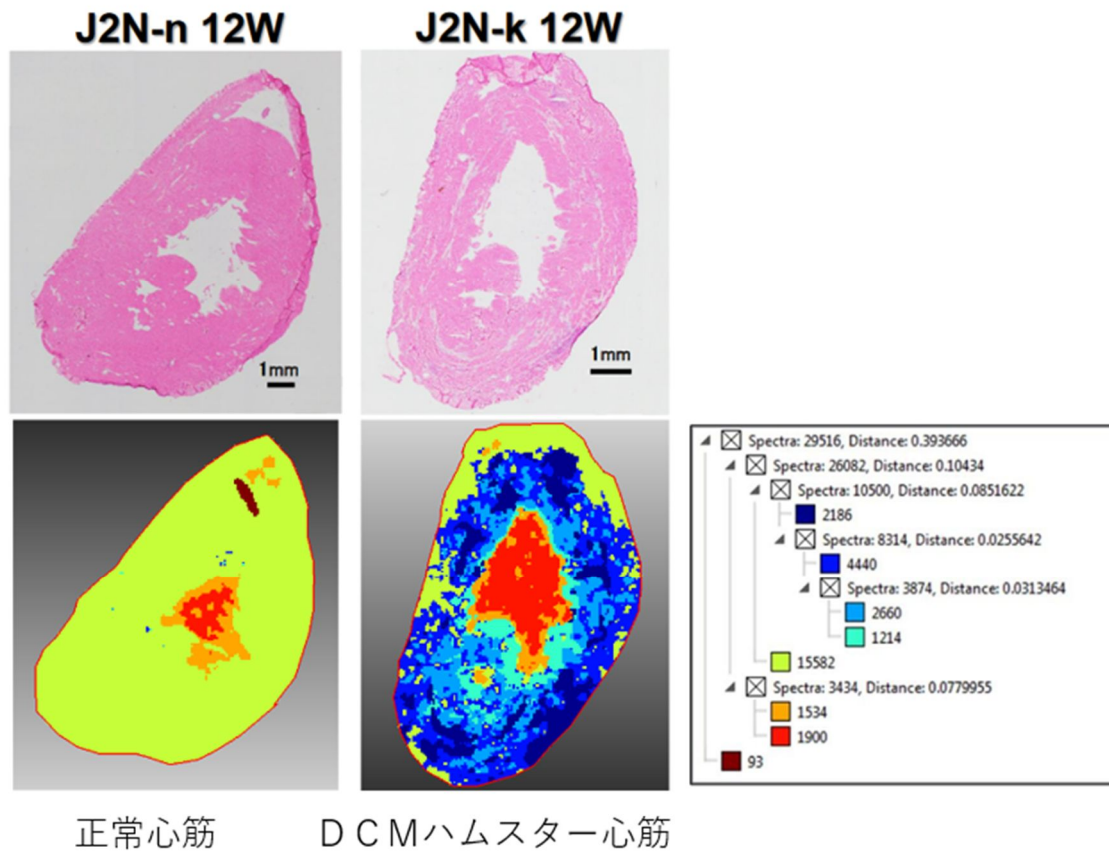 J2N-n 12W
J2N-k 12W
1mm
1mm
Spectra: 29516, Distance: 0.393666
Spectra: 26082, Distance: 0.10434
Spectra: 10500, Distance: 0.0851622
2186
Spectra: 8314, Distance: 0.0255642
4440
Spectra: 3874, Distance: 0.0313464
2660
1214
15582
Spectra: 3434, Distance: 0.0779955
1534
1900
93
正常心筋
ＤＣＭハムスター心筋